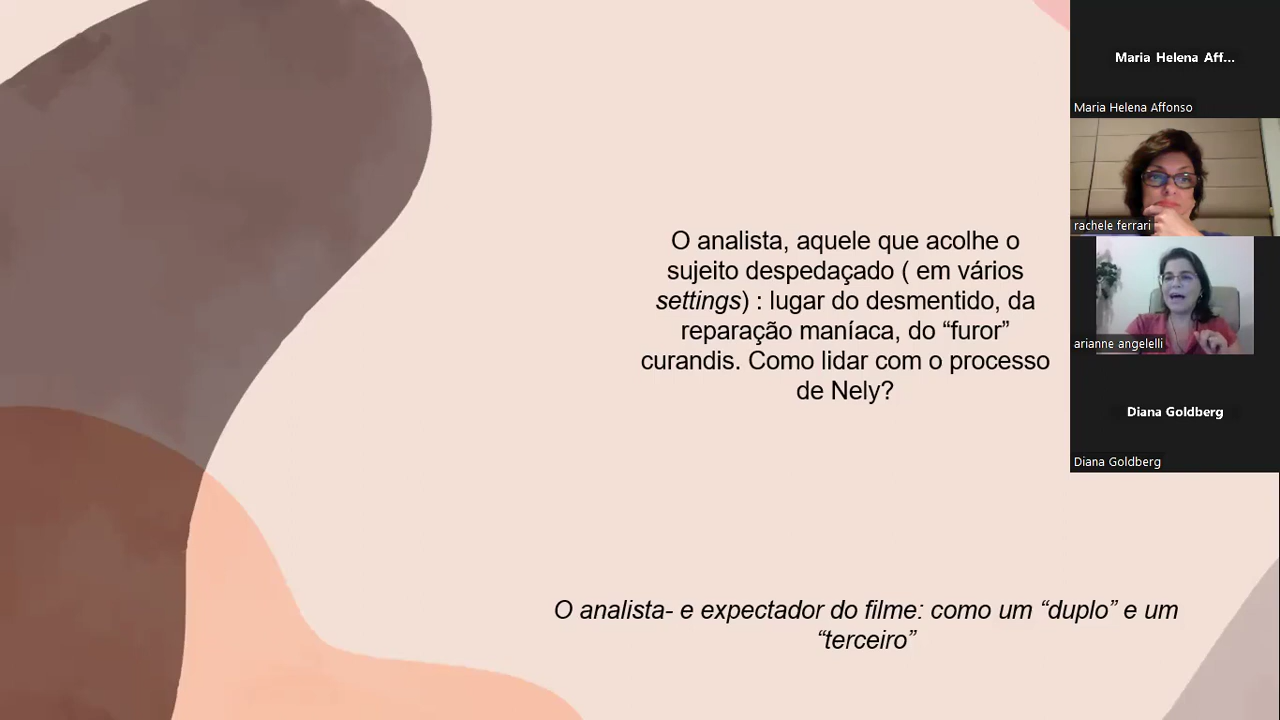 O analista, aquele que acolhe o
sujeito despedaçado ( em vários
settings) : lugar do desmentido, da
reparação maníaca, do “furor”
curandis. Como lidar com o processo
de Nely?
O analista- e expectador do filme: como um “duplo” e um
“terceiro”
Maria Helena Aff...
Maria Helena Affonso
rachele ferrari
arianne angelelli
Diana Goldberg
Diana Goldberg